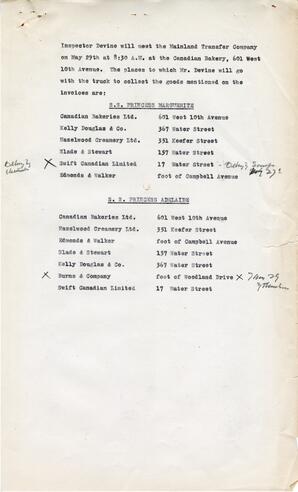 Inspector Devine will meet the Mainland Transfer Company
on May 29th at 8:30 A.M. at the Canadian Bakery, 601 West
10th Avenue. The places to which Mr. Devine will go
with the truck to collect the goods mentioned on the
invoices are:
S.S. PRINCESS MARGUERITE
Canadian Bakeries Ltd. 601 West 10th Avenue
Kelly Douglas & Co. 367 Water Street
Hazelwood Creamery Ltd. 351 Keefer Street
Slade & Stewart 157 Water Street
X Swift Canadian Limited 17 Water Street
Edmonds & Walker foot of Campbell Avenue
S. S. PRINCESS ADELAIDE
Canadian Bakeries Ltd. 601 West 10th Avenue
Hazelwood Creamery Ltd. 351 Keefer Street
Edmonds & Walker foot of Campbell Avenue
Slade & Stewart 157 Water Street
Kelly Douglas & Co. 367 Water Street
X Burns & Company foot of Woodland Drive X
Swift Canadian Limited 17 Water Street